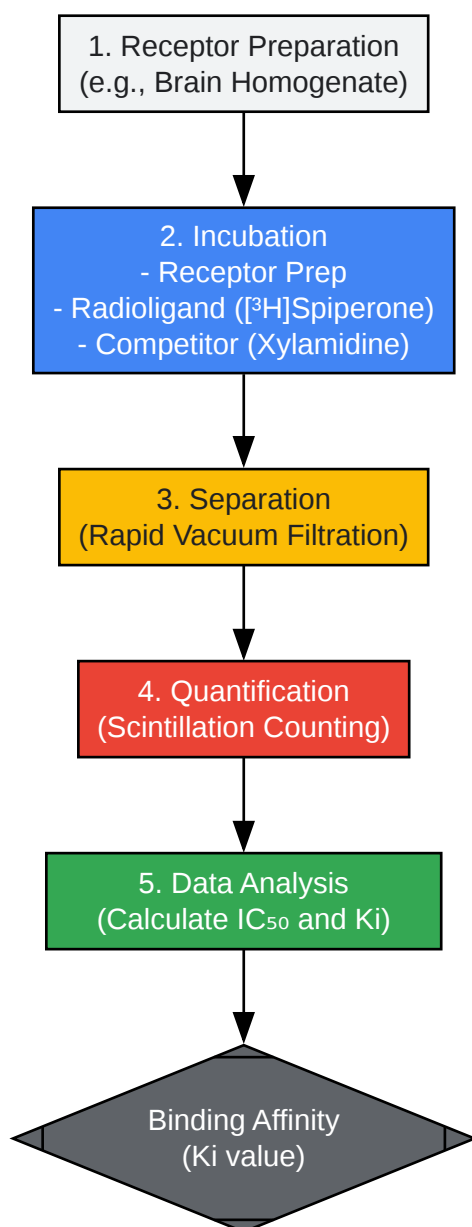 1. Receptor Preparation
(e.g., Brain Homogenate)
2. Incubation
- Receptor Prep
- Radioligand ([³H]Spiperone)
- Competitor (Xylamidine)
3. Separation
(Rapid Vacuum Filtration)
4. Quantification
(Scintillation Counting)
5. Data Analysis
(Calculate IC₅₀ and Ki)
Binding Affinity
(Ki value)